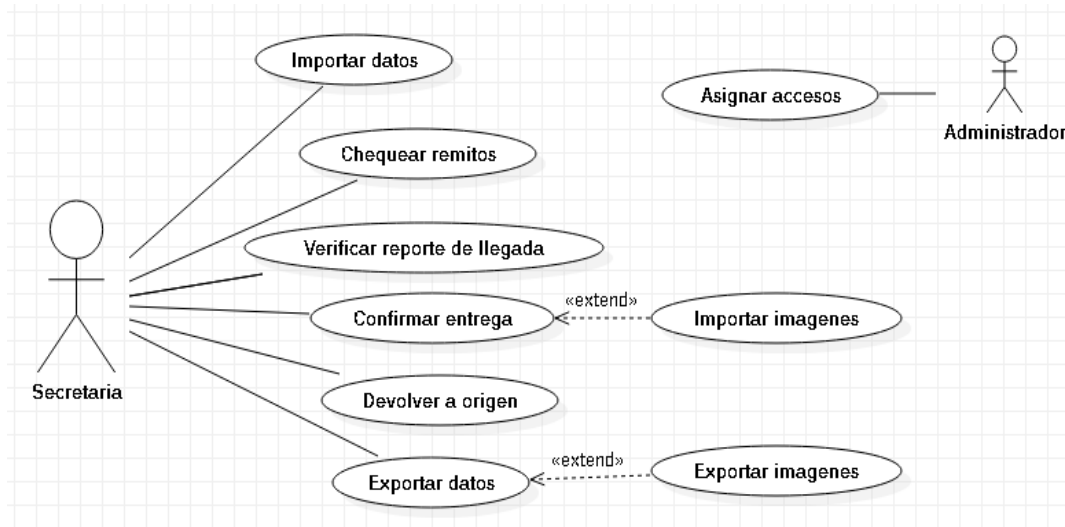 Importar datos
Asignar accesos
Administrador
Chequear remitos
Verificar reporte de llegada
Confirmar entrega
«extend»
Importar imagenes
Secretaria
Devolver a origen
Exportar datos
«extend»
Exportar imagenes